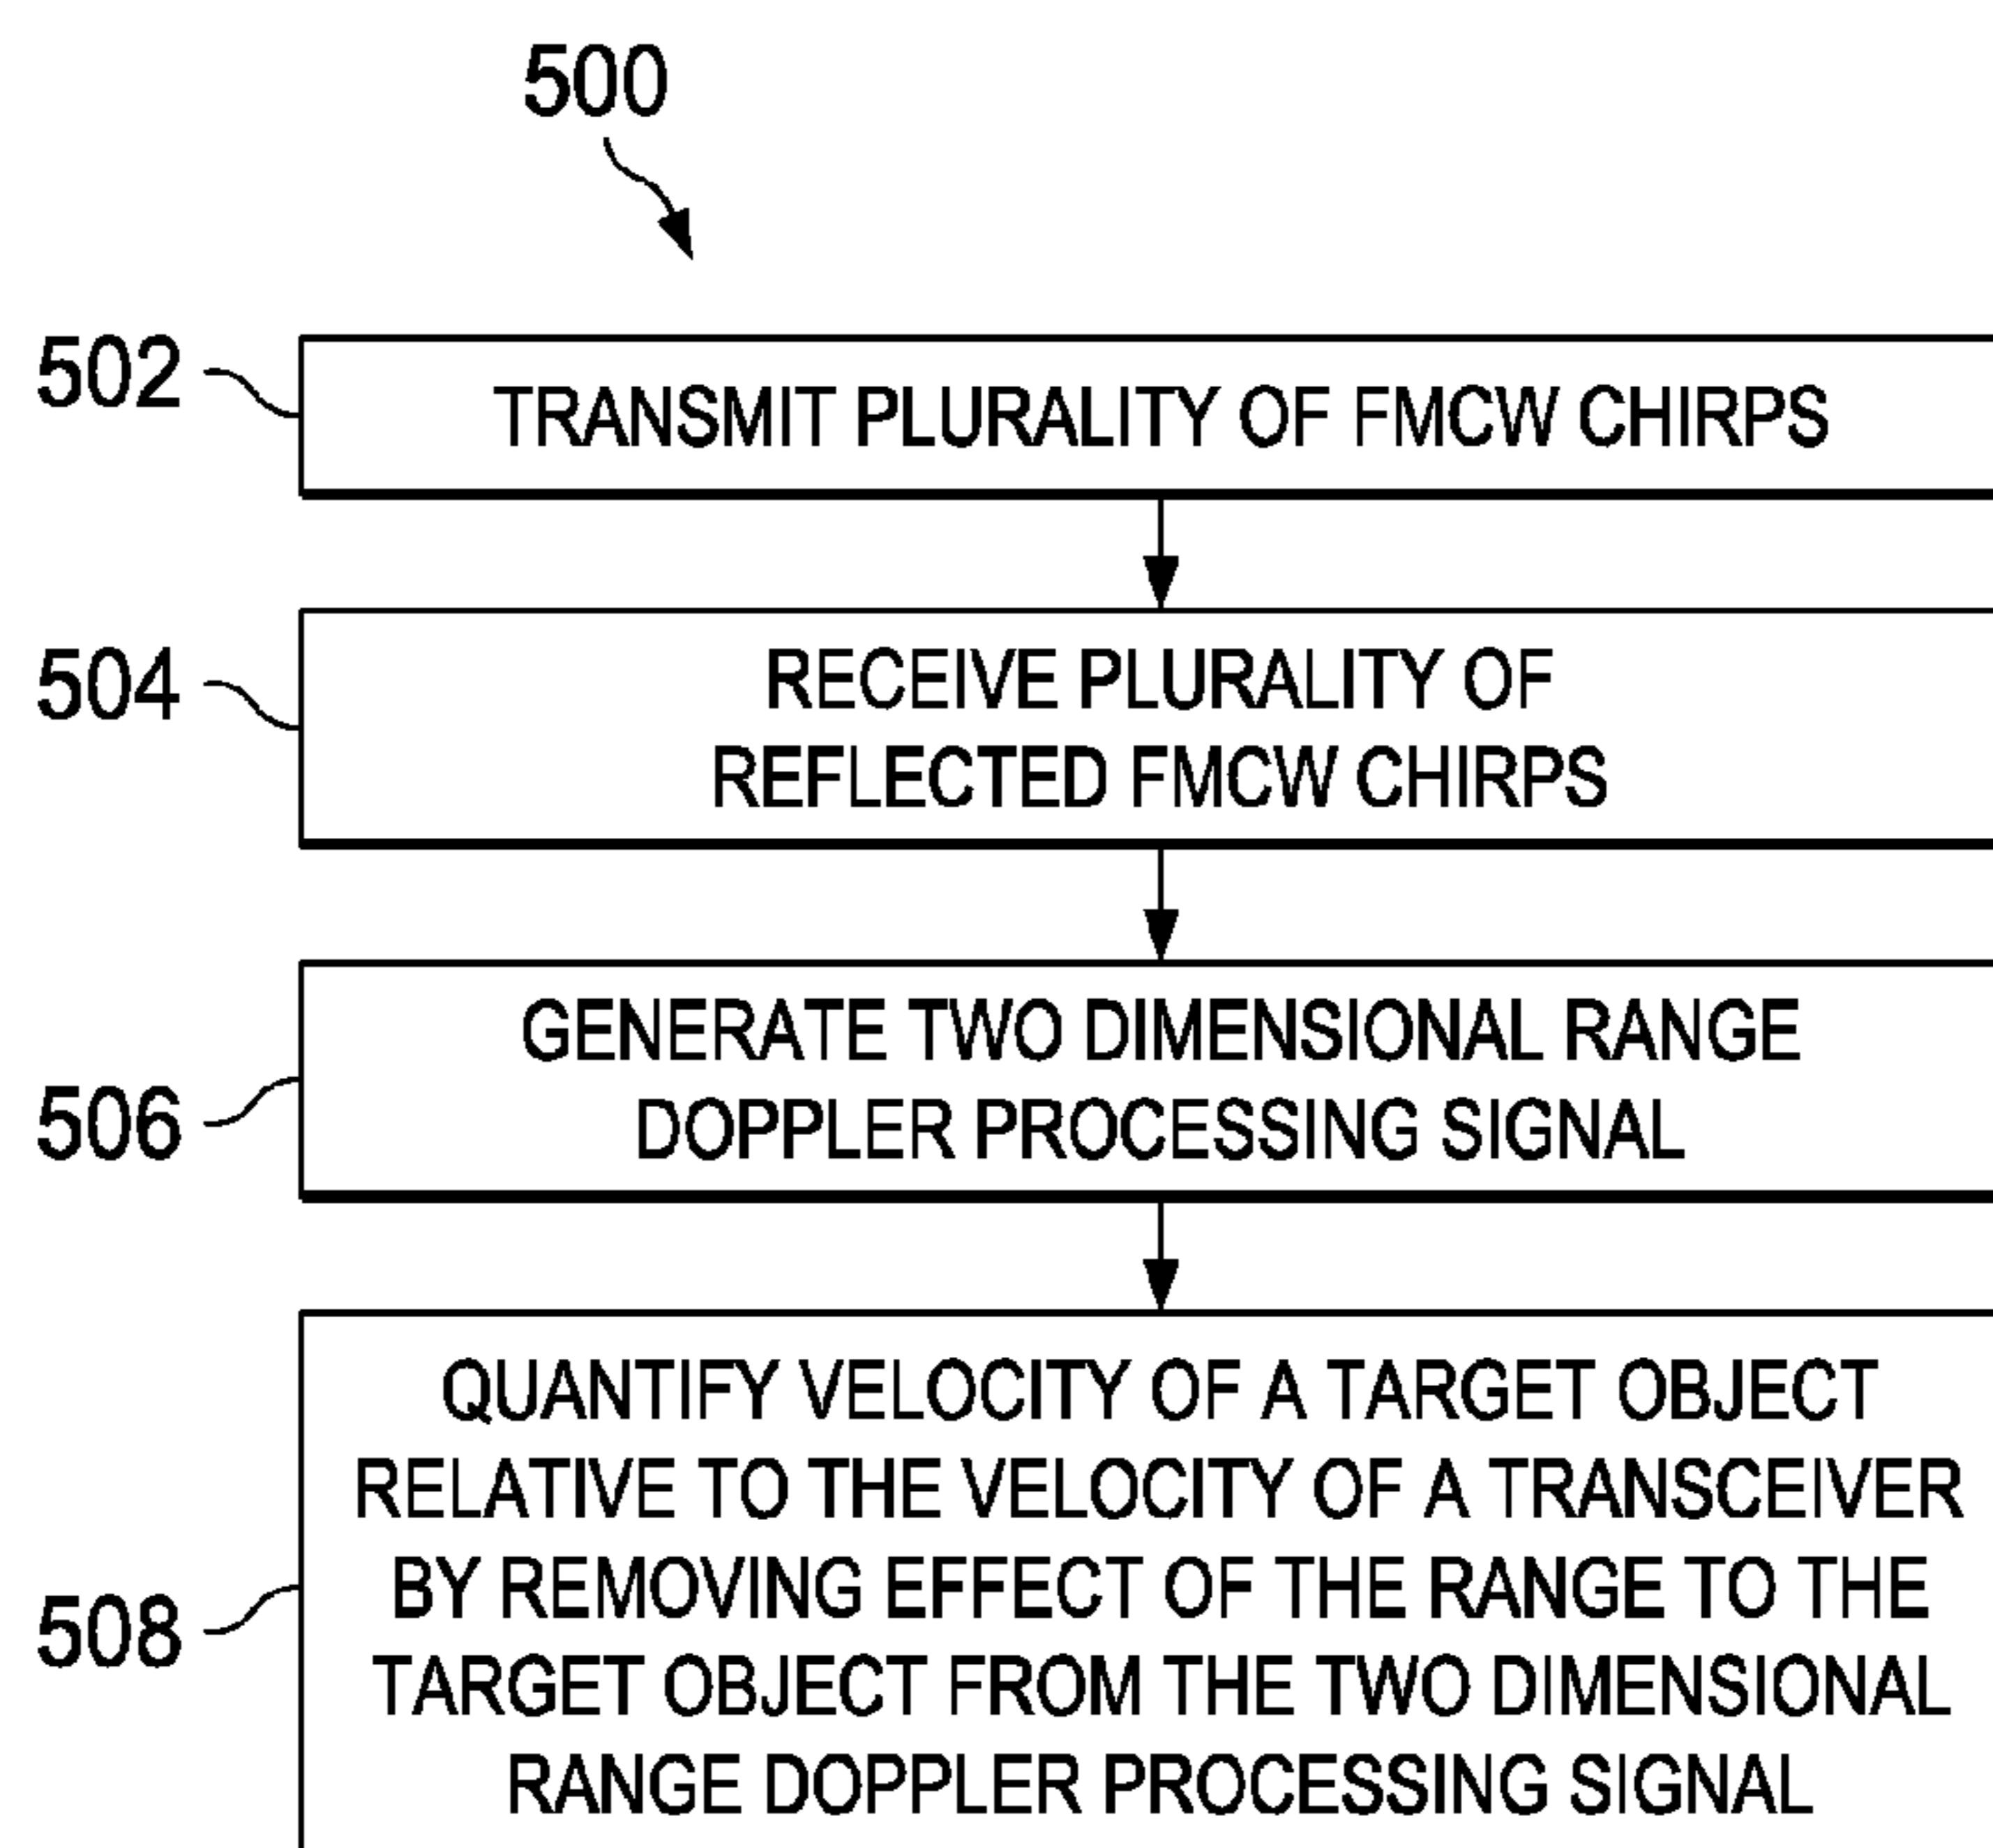 500
502
TRANSMIT PLURALITY OF FMCW CHIRPS
504
RECEIVE PLURALITY OF
REFLECTED FMCW CHIRPS
506
GENERATE TWO DIMENSIONAL RANGE
DOPPLER PROCESSING SIGNAL
508
QUANTIFY VELOCITY OF A TARGET OBJECT
RELATIVE TO THE VELOCITY OF A TRANSCEIVER
BY REMOVING EFFECT OF THE RANGE TO THE
TARGET OBJECT FROM THE TWO DIMENSIONAL
RANGE DOPPLER PROCESSING SIGNAL